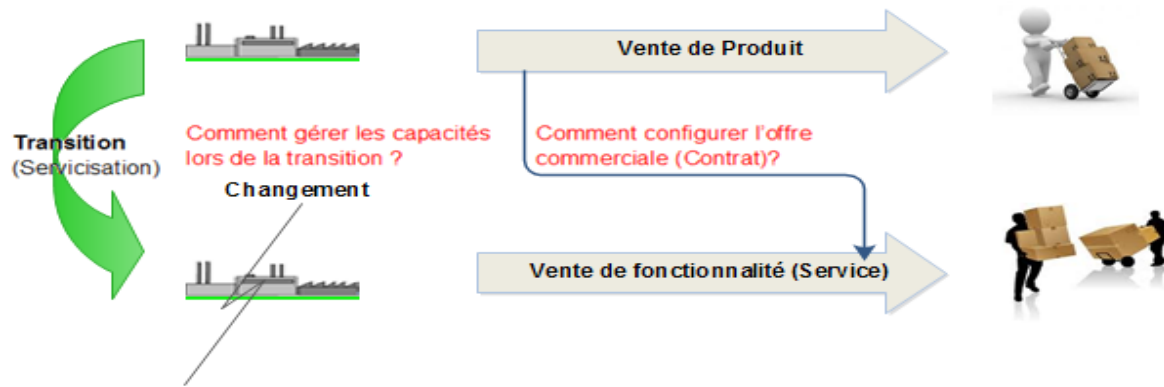 Vente de Produit
Transition
(Servicisation)
Comment gérer les capacités
lors de la transition ?
Changement
Comment configurer l'offre
commerciale (Contrat)?
Vente de fonctionnalité (Service)